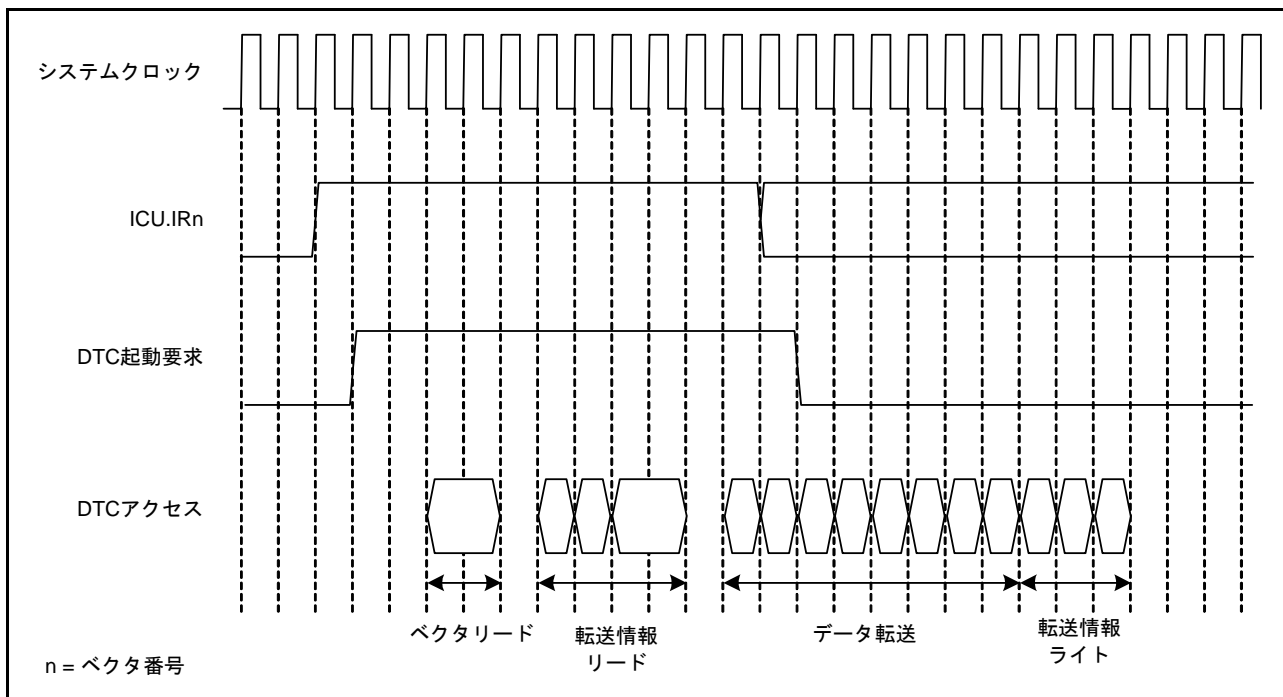 システムクロック
ICU.IRn
DTC起動要求
DTCアクセス
ベクタリード
転送情報
リード
データ転送
転送情報
ライト
n = ベクタ番号